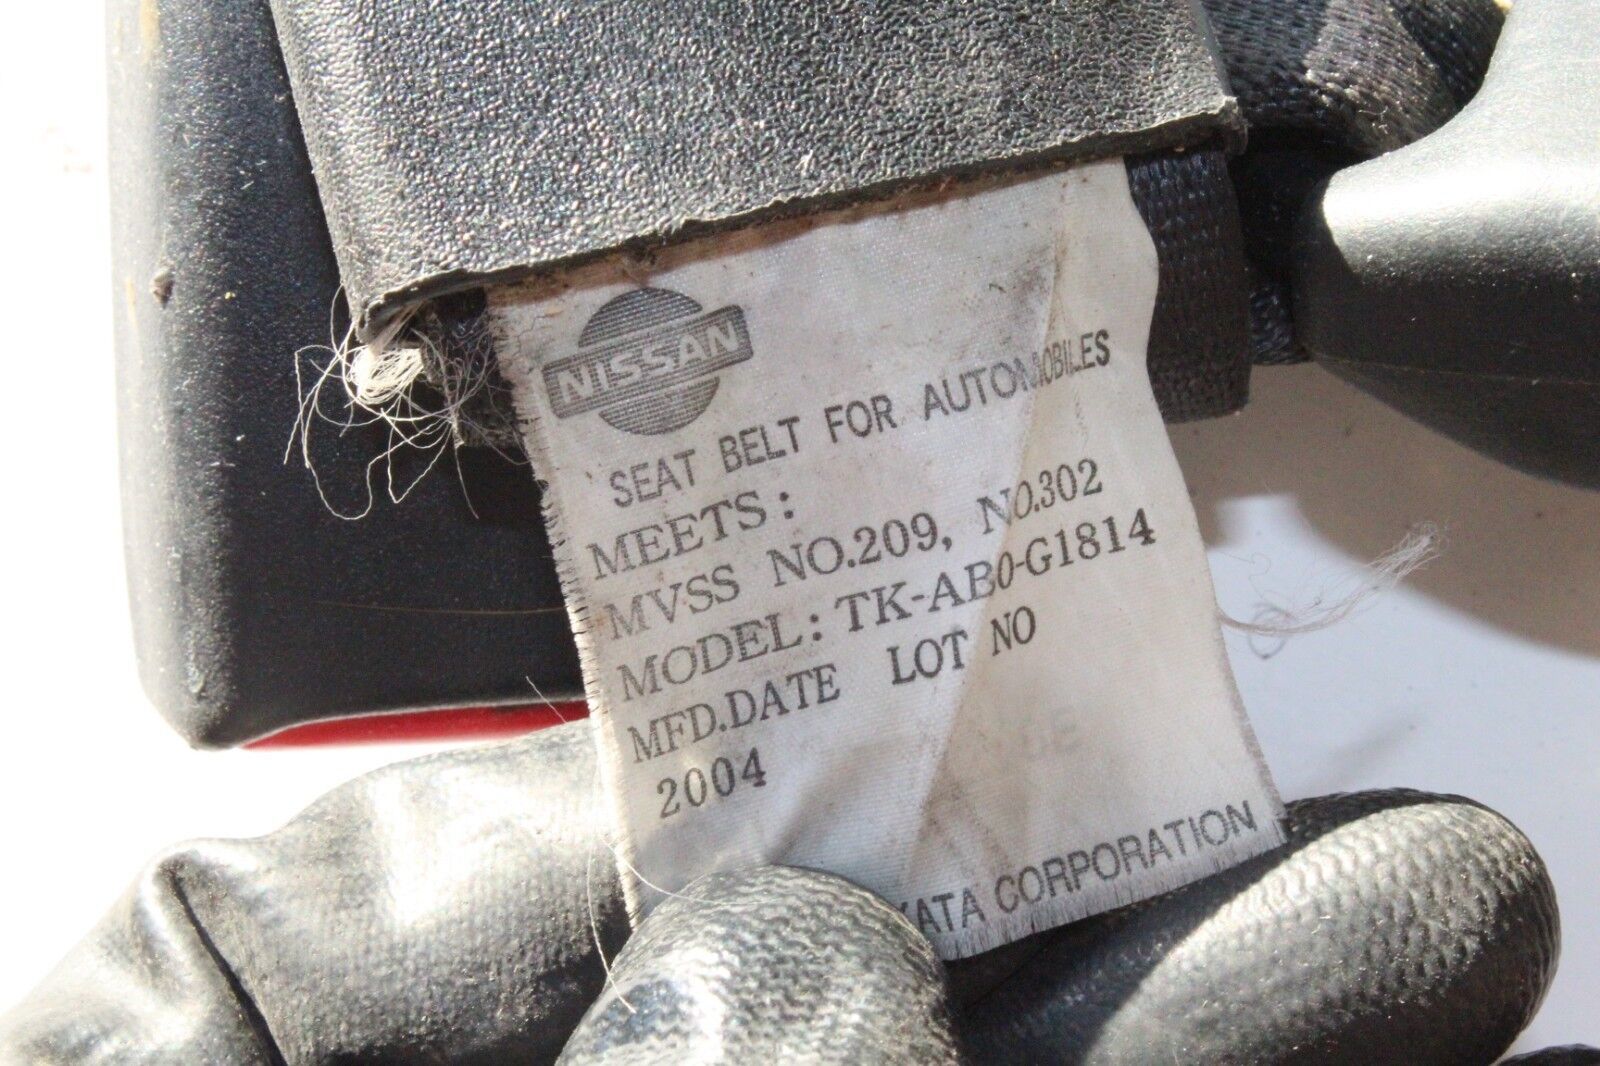 NISSAN
SEAT BELT FOR AUTOMOBILES
MEETS:
MVSS NO.209, NO.302
MODEL: TK-AB0-G1814
MFD.DATE LOT NO
2004
KATA CORPORATION